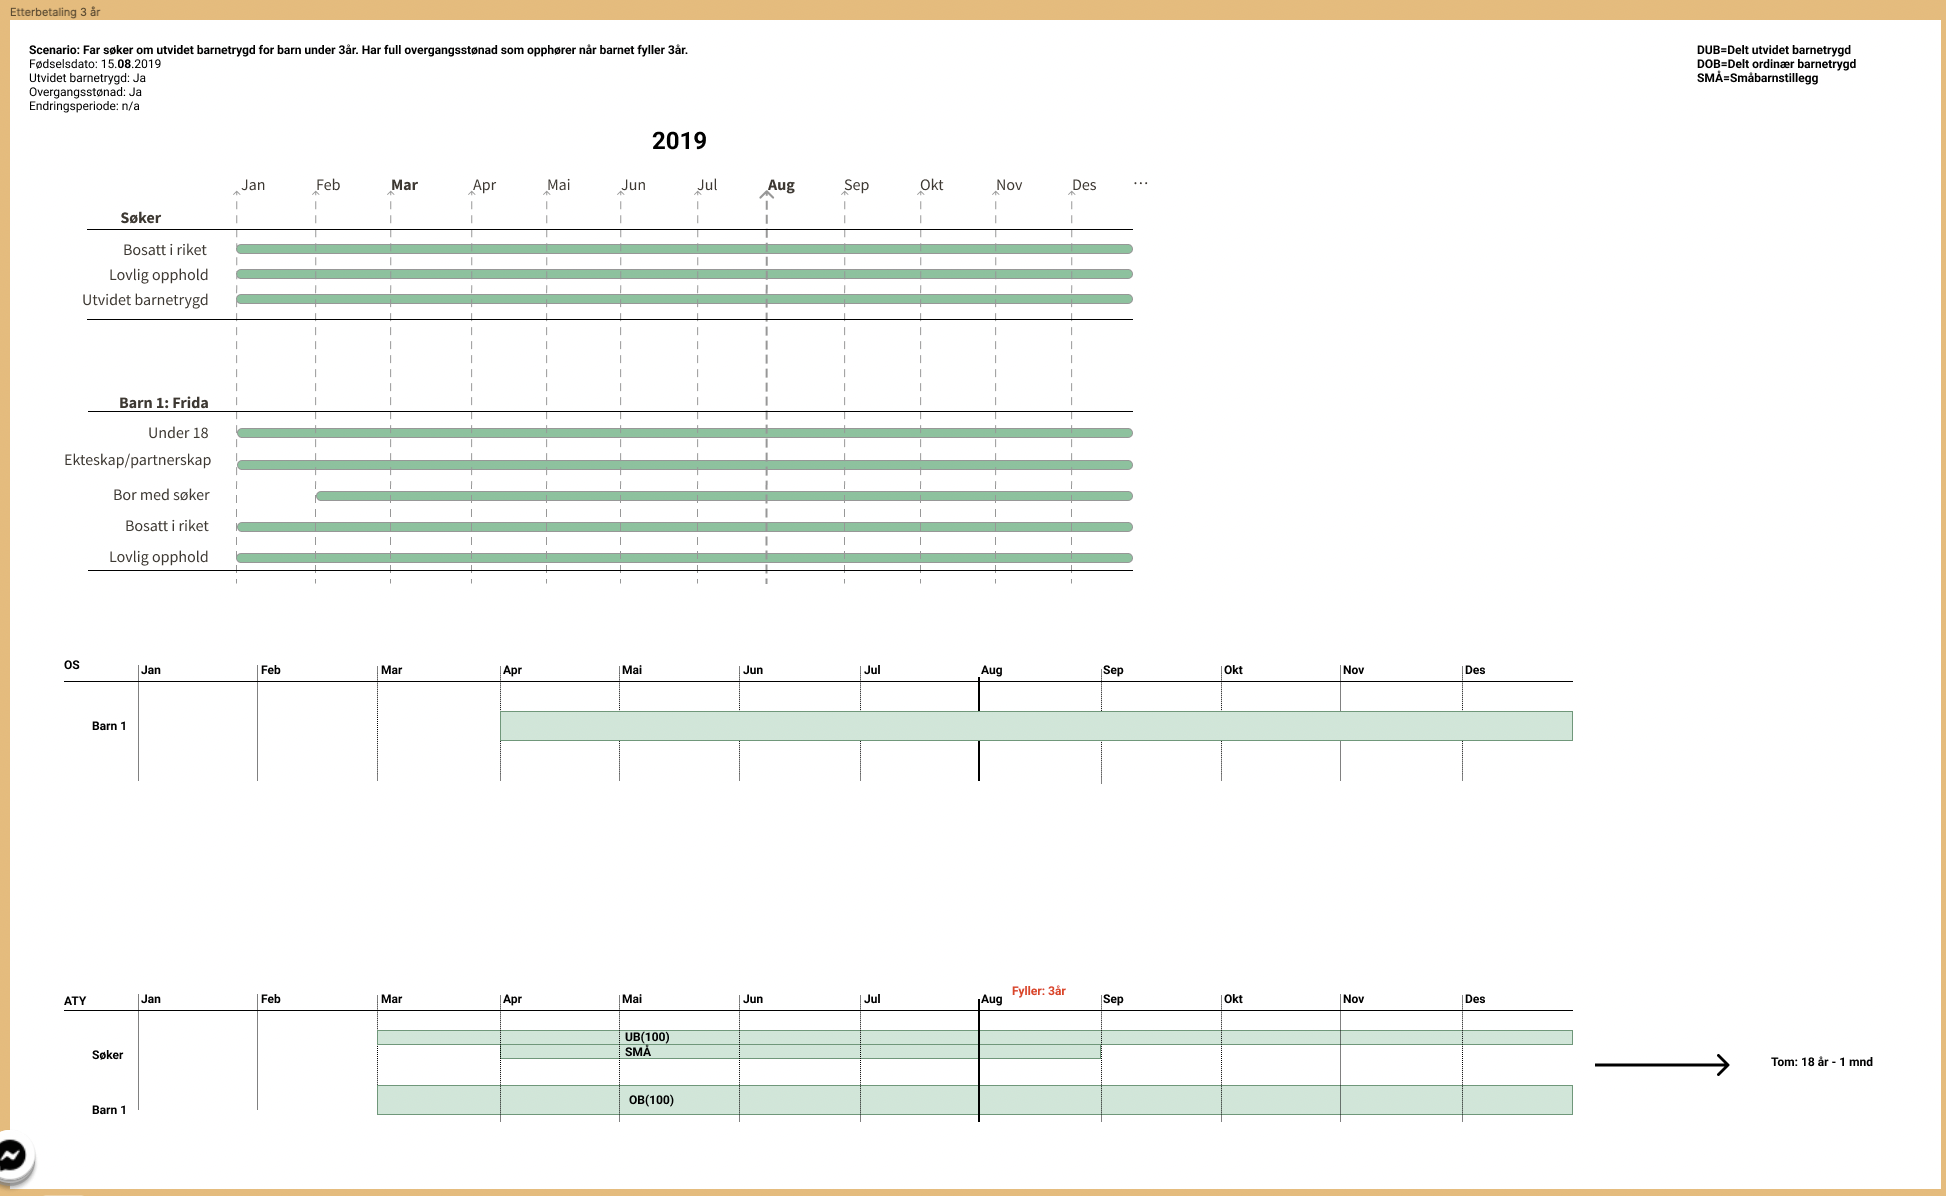 Etterbetaling 3 år
Scenario: Far søker om utvidet barnetrygd for barn under 3år. Har full overgangsstønad som opphører når barnet fyller 3år.
Fødselsdato: 15.08.2019
Utvidet barnetrygd: Ja
Overgangsstønad: Ja
Endringsperiode: n/a
DUB=Delt utvidet barnetrygd
DOB=Delt ordinær barnetrygd
SMÅ=Småbarnstillegg
2019
Jan Feb Mar Apr Mai Jun Jul Aug Sep Okt Nov Des ...
Søker
Bosatt i riket
Lovlig opphold
Utvidet barnetrygd
Barn 1: Frida
Under 18
Ekteskap/partnerskap
Bor med søker
Bosatt i riket
Lovlig opphold
OS Jan Feb Mar Apr Mai Jun Jul Aug Sep Okt Nov Des
Barn 1
Fyller: 3år
ATY Jan Feb Mar Apr Mai Jun Jul Aug Sep Okt Nov Des
UB(100)
SMÅ
Søker
Tom: 18 år - 1 mnd
OB(100)
Barn 1